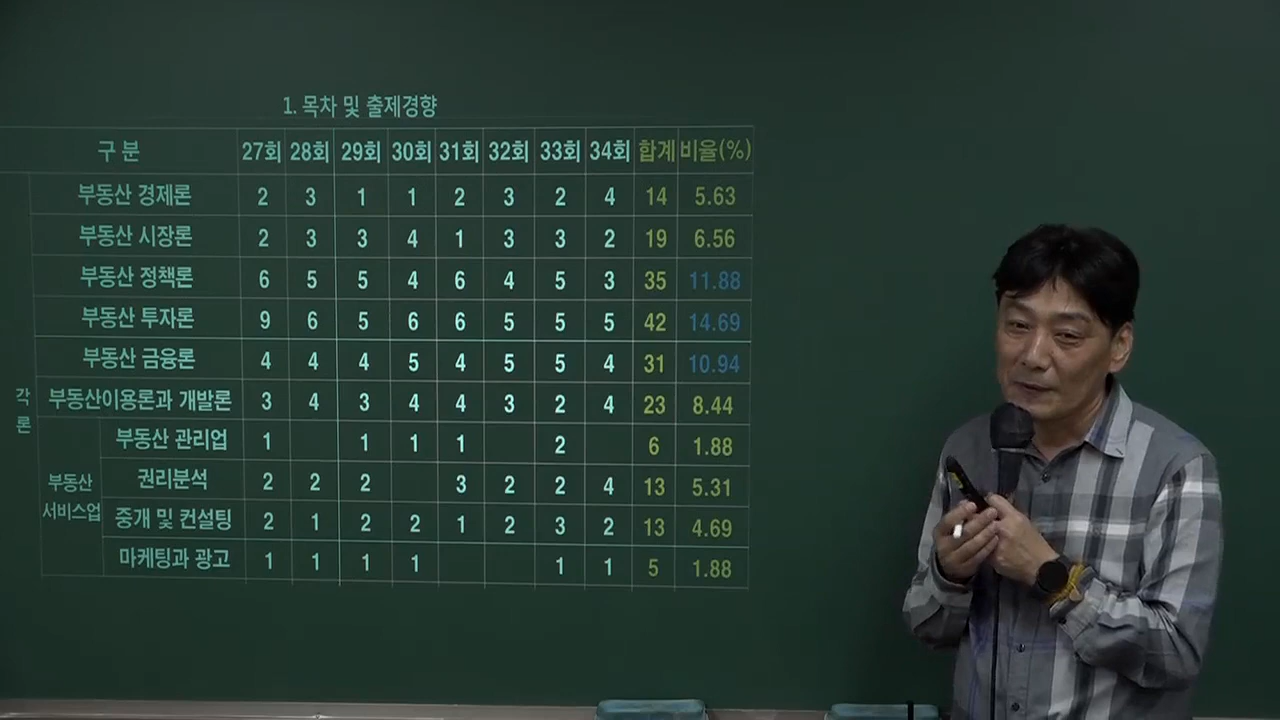 1. 목차 및 출제경향
구 분 27회 28회 29회 30회 31회 32회 33회 34회 합계 비율(%)
부동산 경제론 2 3 1 1 2 3 2 4 14 5.63
부동산 시장론 2 3 3 4 1 3 3 2 19 6.56
부동산 정책론 6 5 5 4 6 4 5 3 35 11.88
부동산 투자론 9 6 5 6 6 5 5 5 42 14.69
부동산 금융론 4 4 4 5 4 5 5 4 31 10.94
각론
부동산이용론과 개발론 3 4 3 4 4 3 2 4 23 8.44
부동산 서비스업
부동산 관리업 1 1 1 1 2 6 1.88
권리분석 2 2 2 3 2 2 4 13 5.31
중개 및 컨설팅 2 1 2 2 1 2 3 2 13 4.69
마케팅과 광고 1 1 1 1 1 1 5 1.88